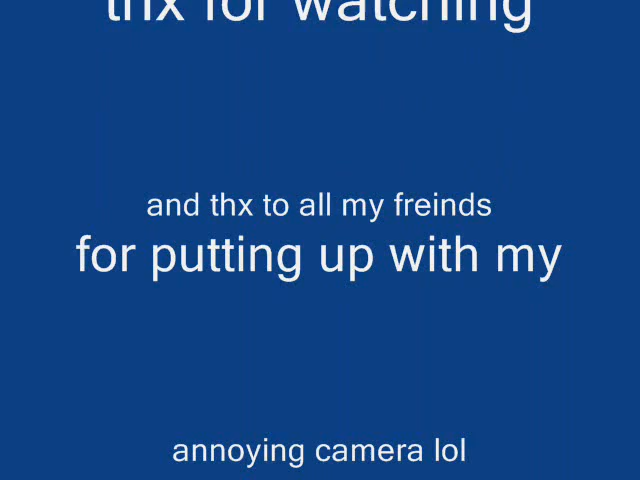 thx for watching
and thx to all my freinds
for putting up with my
annoying camera lol